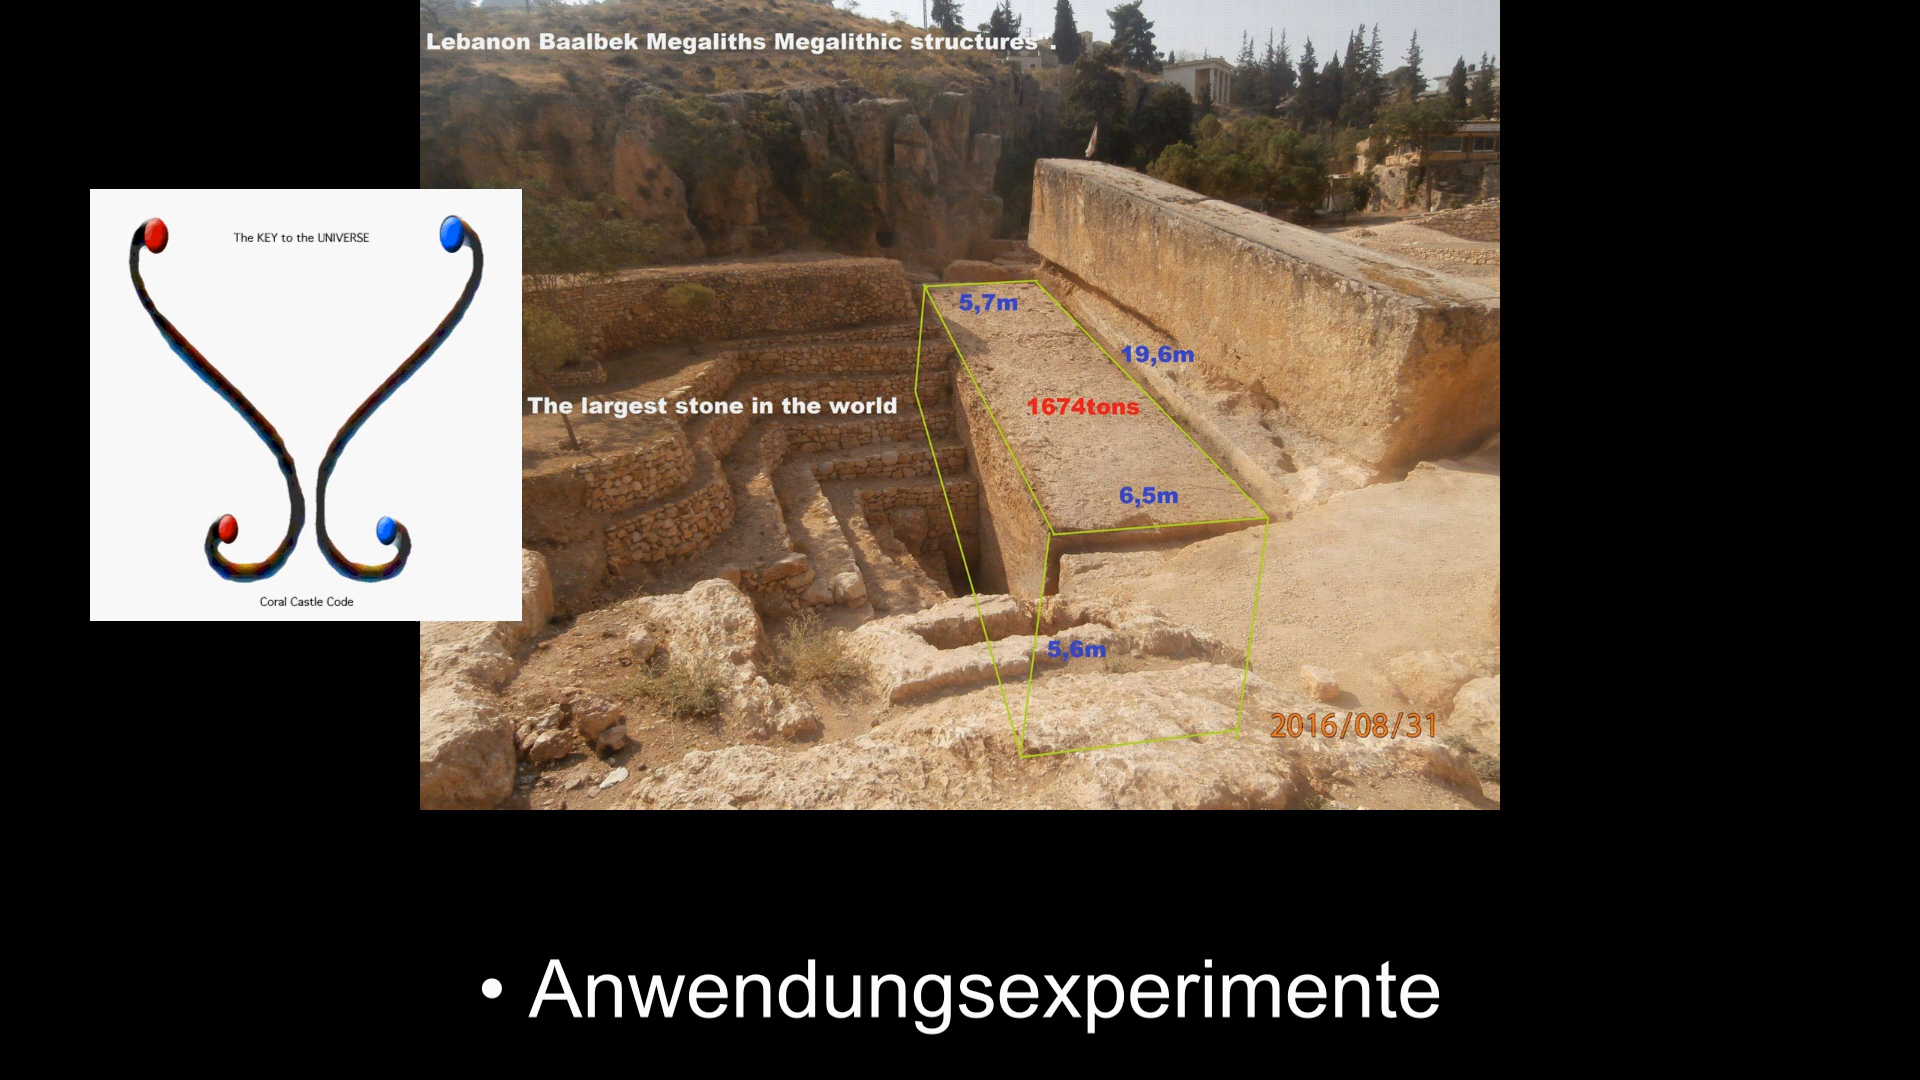 Lebanon Baalbek Megaliths Megalithic structures".
The KEY to the UNIVERSE
5,7m
19,6m
The largest stone in the world
1674tons
6,5m
Coral Castle Code
5,6m
2016/08/31
• Anwendungsexperimente